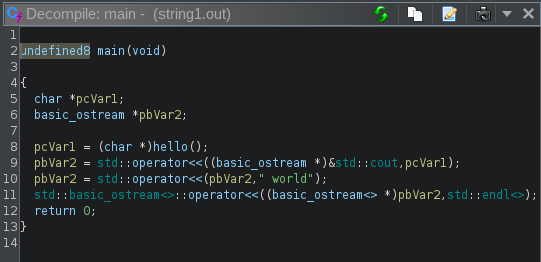 Decompile: main - (string1.out)
1
2 undefined8 main(void)
3
4 {
5 char *pcVar1;
6 basic_ostream *pbVar2;
7
8 pcVar1 = (char *)hello();
9 pbVar2 = std::operator<<((basic_ostream *)&std::cout,pcVar1);
10 pbVar2 = std::operator<<(pbVar2," world");
11 std::basic_ostream<>::operator<<((basic_ostream<> *)pbVar2,std::endl<>);
12 return 0;
13 }
14